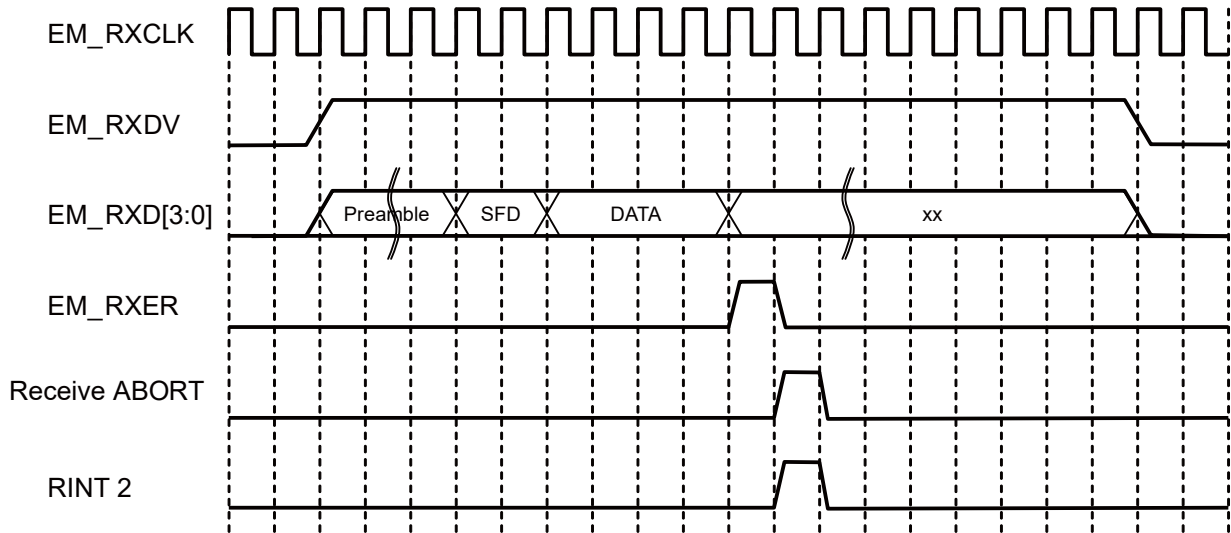 EM_RXCLK
EM_RXDV
EM_RXD[3:0]
Preamble SFD DATA xx
EM_RXER
Receive ABORT
RINT 2